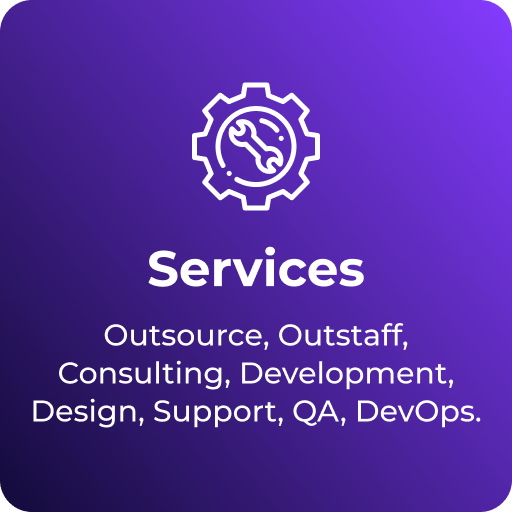 Services
Outsource, Outstaff,
Consulting, Development,
Design, Support, QA, DevOps.